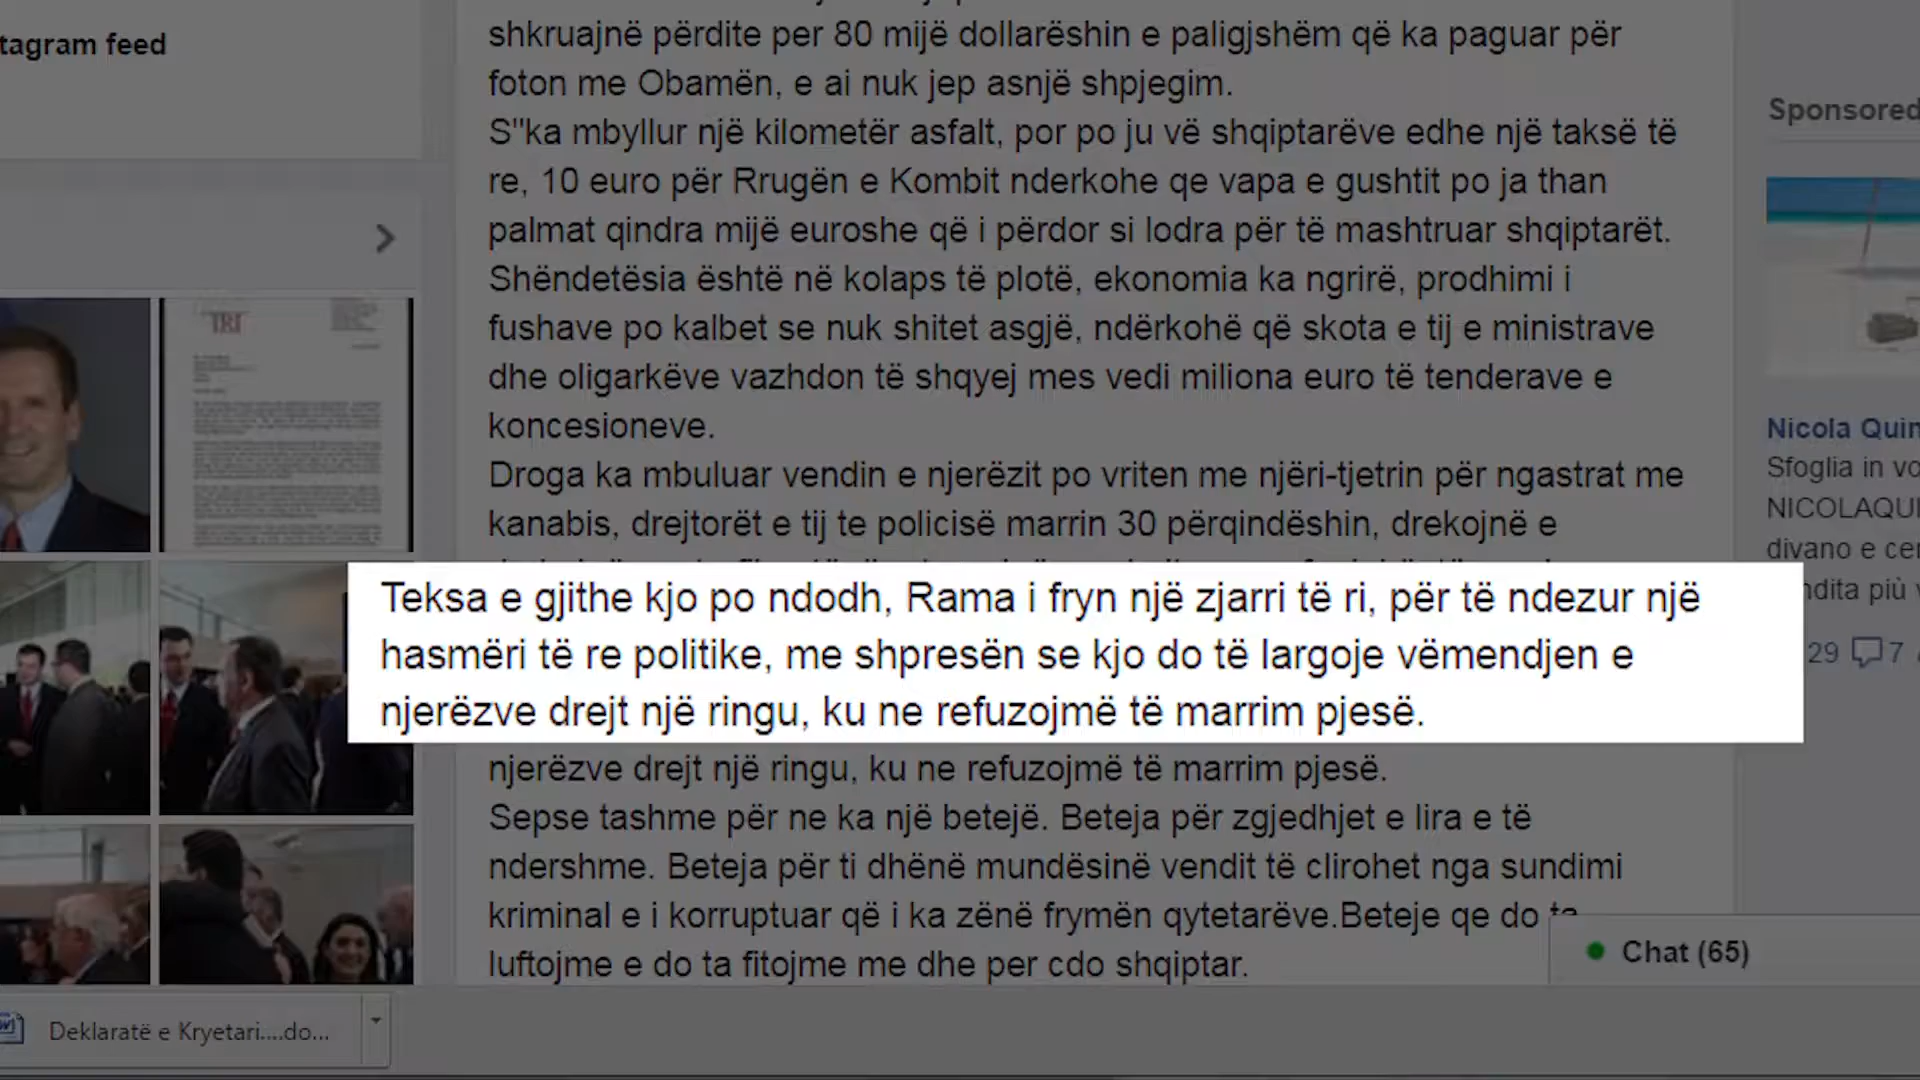 tagram feed
shkruajnë përdite per 80 mijë dollarëshin e paligjshëm që ka paguar për
foton me Obamën, e ai nuk jep asnjë shpjegim.
S"ka mbyllur një kilometër asfalt, por po ju vë shqiptarëve edhe një taksë të
re, 10 euro për Rrugën e Kombit nderkohe qe vapa e gushtit po ja than
palmat qindra mijë euroshe që i përdor si lodra për të mashtruar shqiptarët.
Shëndetësia është në kolaps të plotë, ekonomia ka ngrirë, prodhimi i
fushave po kalbet se nuk shitet asgjë, ndërkohë që skota e tij e ministrave
dhe oligarkëve vazhdon të shqyej mes vedi miliona euro të tenderave e
koncesioneve.
Droga ka mbuluar vendin e njerëzit po vriten me njëri-tjetrin për ngastrat me
kanabis, drejtorët e tij te policisë marrin 30 përqindëshin, drekojnë e
Teksa e gjithe kjo po ndodh, Rama i fryn një zjarri të ri, për të ndezur një
hasmëri të re politike, me shpresën se kjo do të largoje vëmendjen e
njerëzve drejt një ringu, ku ne refuzojmë të marrim pjesë.
njerëzve drejt një ringu, ku ne refuzojmë të marrim pjesë.
Sepse tashme për ne ka një betejë. Beteja për zgjedhjet e lira e të
ndershme. Beteja për ti dhënë mundësinë vendit të clirohet nga sundimi
kriminal e i korruptuar që i ka zënë frymën qytetarëve.Beteje qe do ta
luftojme e do ta fitojme me dhe per cdo shqiptar.
Sponsored
Nicola Quin
Sfoglia in vo
NICOLAQUI
divano e cer
ndita più v
29 7
IRI
Chat (65)
Deklaratë e Kryetari....do...